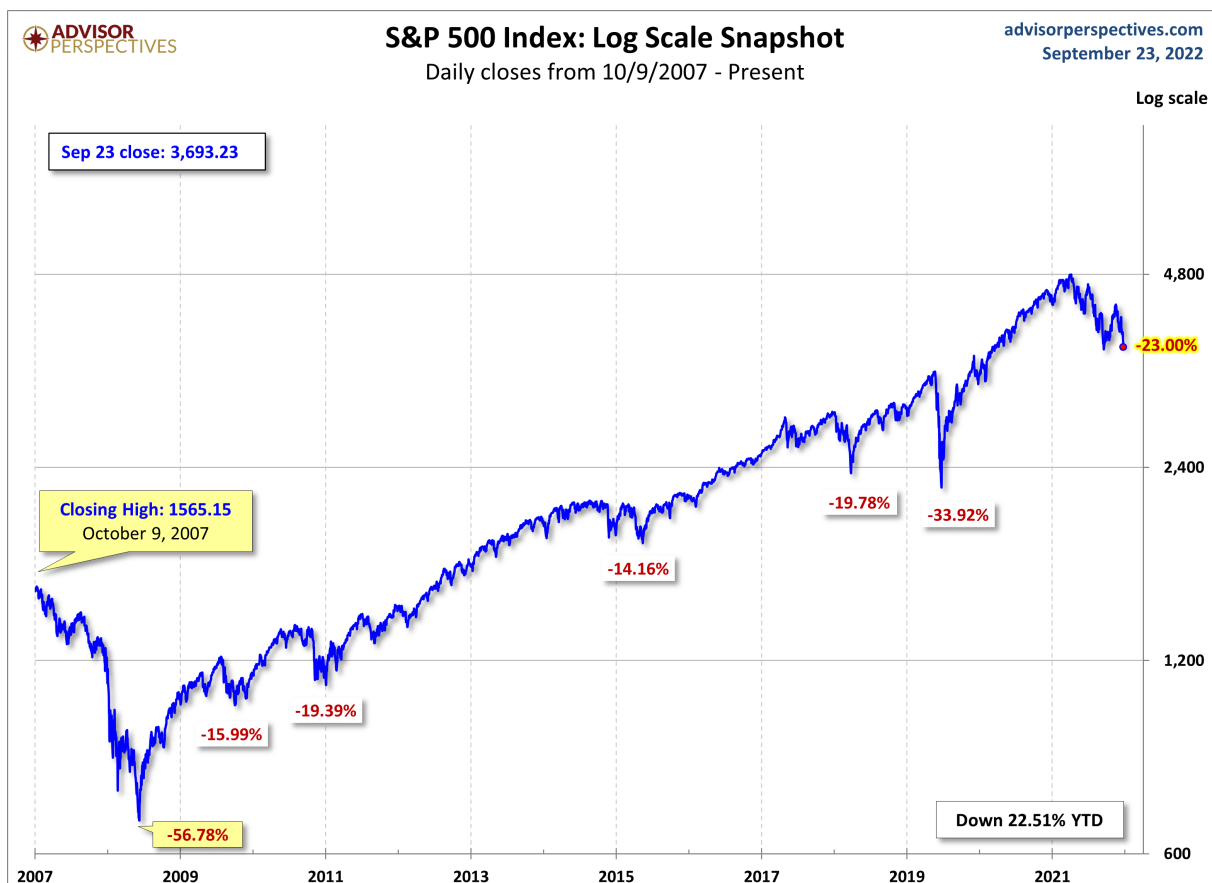 ADVISOR
PERSPECTIVES
S&P 500 Index: Log Scale Snapshot
Daily closes from 10/9/2007 - Present
advisorperspectives.com
September 23, 2022
Log scale
Sep 23 close: 3,693.23
4,800
-23.00%
2,400
-19.78%
-33.92%
Closing High: 1565.15
October 9, 2007
-14.16%
1,200
-19.39%
-15.99%
Down 22.51% YTD
-56.78%
600
2007 2009 2011 2013 2015 2017 2019 2021